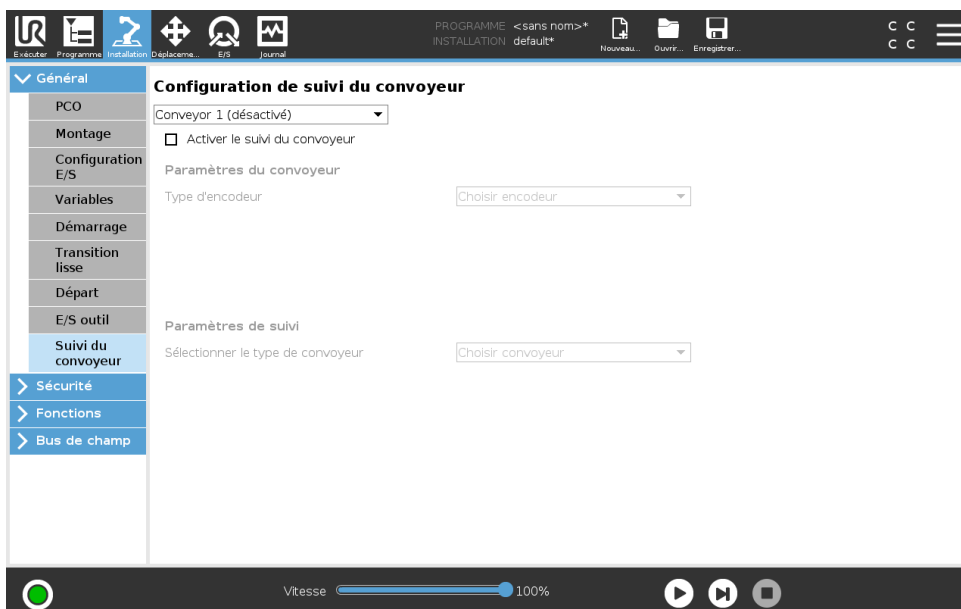 UR
PROGRAMME <sans nom>*
INSTALLATION default*
C C
C C
Exécuter Programme Installation Déplaceme... E/S Journal
Nouveau... Ouvrir... Enregistrer...
Général
PCO
Montage
Configuration
E/S
Variables
Démarrage
Transition
lisse
Départ
E/S outil
Suivi du
convoyeur
Sécurité
Fonctions
Bus de champ
Configuration de suivi du convoyeur
Conveyor 1 (désactivé)
Activer le suivi du convoyeur
Paramètres du convoyeur
Type d'encodeur Choisir encodeur
Paramètres de suivi
Sélectionner le type de convoyeur Choisir convoyeur
Vitesse 100%